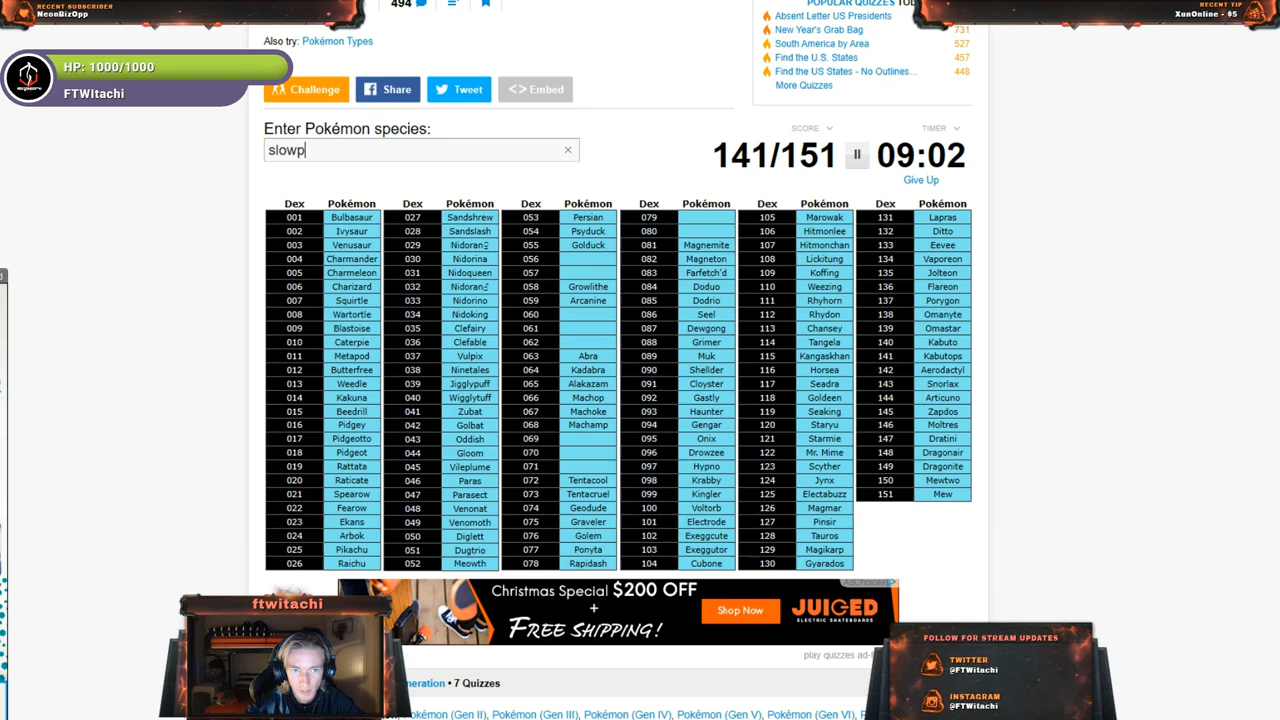 RECENT SUBSCRIBER
NeonBizOpp
494
POPULAR QUIZZES TO
RECENT TIP
XunOnline - $5
Absent Letter US Presidents
New Year's Grab Bag 731
South America by Area 527
Find the U.S. States 457
Find the US States - No Outlines... 448
More Quizzes
Also try: Pokémon Types
HP: 1000/1000
FTWItachi
Challenge
Share
Tweet
<> Embed
Enter Pokémon species:
slowp
SCORE
141/151
TIMER
09:02
Give Up
Dex Pokémon Dex Pokémon Dex Pokémon Dex Pokémon Dex Pokémon Dex Pokémon
001 Bulbasaur 027 Sandshrew 053 Persian 079 105 Marowak 131 Lapras
002 Ivysaur 028 Sandslash 054 Psyduck 080 106 Hitmonlee 132 Ditto
003 Venusaur 029 Nidoran♀ 055 Golduck 081 Magnemite 107 Hitmonchan 133 Eevee
004 Charmander 030 Nidorina 056 082 Magneton 108 Lickitung 134 Vaporeon
005 Charmeleon 031 Nidoqueen 057 083 Farfetch'd 109 Koffing 135 Jolteon
006 Charizard 032 Nidoran♂ 058 Growlithe 084 Doduo 110 Weezing 136 Flareon
007 Squirtle 033 Nidorino 059 Arcanine 085 Dodrio 111 Rhyhorn 137 Porygon
008 Wartortle 034 Nidoking 060 086 Seel 112 Rhydon 138 Omanyte
009 Blastoise 035 Clefairy 061 087 Dewgong 113 Chansey 139 Omastar
010 Caterpie 036 Clefable 062 088 Grimer 114 Tangela 140 Kabuto
011 Metapod 037 Vulpix 063 Abra 089 Muk 115 Kangaskhan 141 Kabutops
012 Butterfree 038 Ninetales 064 Kadabra 090 Shellder 116 Horsea 142 Aerodactyl
013 Weedle 039 Jigglypuff 065 Alakazam 091 Cloyster 117 Seadra 143 Snorlax
014 Kakuna 040 Wigglytuff 066 Machop 092 Gastly 118 Goldeen 144 Articuno
015 Beedrill 041 Zubat 067 Machoke 093 Haunter 119 Seaking 145 Zapdos
016 Pidgey 042 Golbat 068 Machamp 094 Gengar 120 Staryu 146 Moltres
017 Pidgeotto 043 Oddish 069 095 Onix 121 Starmie 147 Dratini
018 Pidgeot 044 Gloom 070 096 Drowzee 122 Mr. Mime 148 Dragonair
019 Rattata 045 Vileplume 071 097 Hypno 123 Scyther 149 Dragonite
020 Raticate 046 Paras 072 Tentacool 098 Krabby 124 Jynx 150 Mewtwo
021 Spearow 047 Parasect 073 Tentacruel 099 Kingler 125 Electabuzz 151 Mew
022 Fearow 048 Venonat 074 Geodude 100 Voltorb 126 Magmar
023 Ekans 049 Venomoth 075 Graveler 101 Electrode 127 Pinsir
024 Arbok 050 Diglett 076 Golem 102 Exeggcute 128 Tauros
025 Pikachu 051 Dugtrio 077 Ponyta 103 Exeggutor 129 Magikarp
026 Raichu 052 Meowth 078 Rapidash 104 Cubone 130 Gyarados
AdChoices
Christmas Special $200 OFF
+
FREE SHIPPING!
Shop Now
JUICED
ELECTRIC SKATEBOARDS
ftwitachi
play quizzes ad-f
FOLLOW FOR STREAM UPDATES
TWITTER
@FTWitachi
INSTAGRAM
@FTWitachi
eneration • 7 Quizzes
Pokémon (Gen II), Pokémon (Gen III), Pokémon (Gen IV), Pokémon (Gen V), Pokémon (Gen VI)